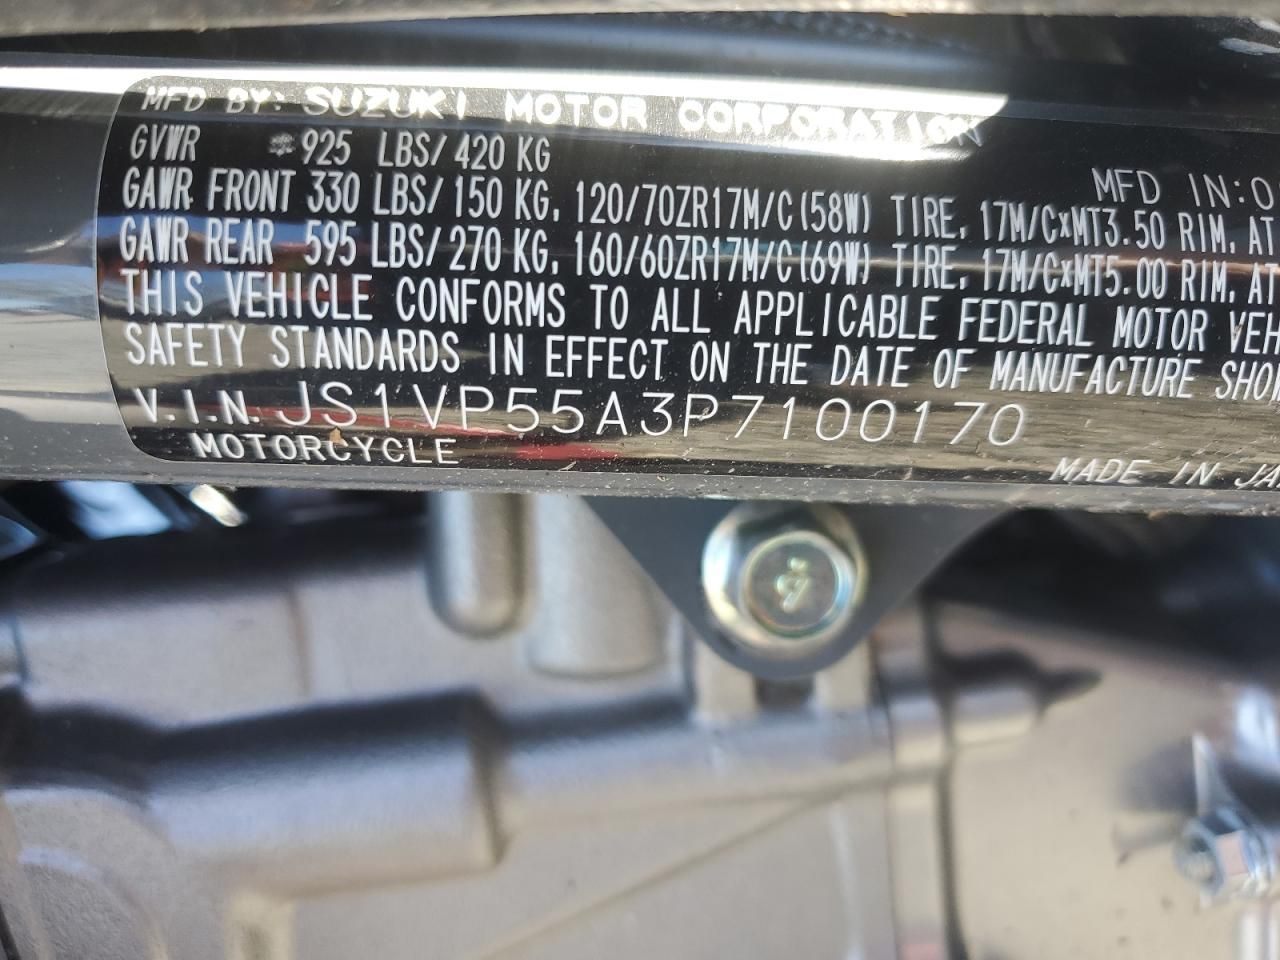 MFD BY: SUZUKI MOTOR CORPORATION
MFD IN:0
GVWR *925 LBS/420 KG
GAWR FRONT 330 LBS/150 KG, 120/70ZR17M/C(58W) TIRE, 17M/CxMT3.50 RIM, AT
GAWR REAR 595 LBS/270 KG, 160/60ZR17M/C(69W) TIRE, 17M/CxMT5.00 RIM, AT
THIS VEHICLE CONFORMS TO ALL APPLICABLE FEDERAL MOTOR VEH
SAFETY STANDARDS IN EFFECT ON THE DATE OF MANUFACTURE SHO
V.I.N. JS1VP55A3P7100170
MOTORCYCLE
MADE IN JA